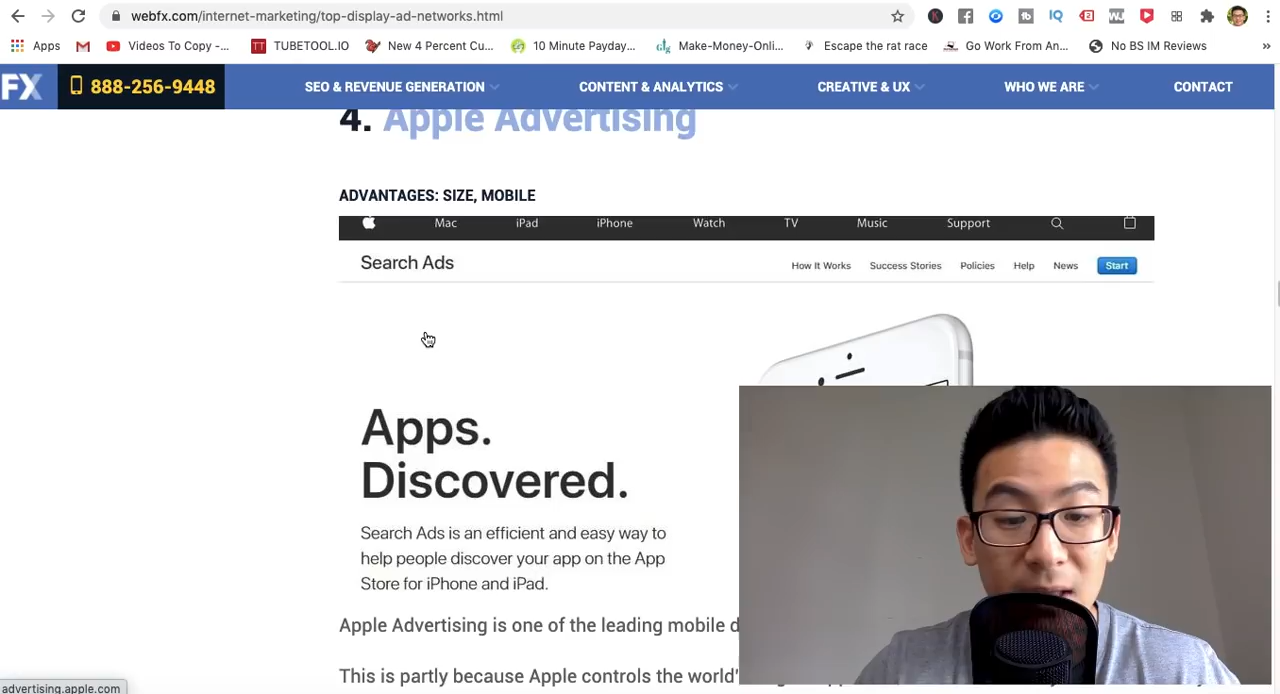 webfx.com/internet-marketing/top-display-ad-networks.html
Apps
Videos To Copy -...
TUBETOOL.IO
New 4 Percent Cu...
10 Minute Payday...
Make-Money-Onli...
Escape the rat race
Go Work From An...
No BS IM Reviews
»
FX
888-256-9448
SEO & REVENUE GENERATION
CONTENT & ANALYTICS
CREATIVE & UX
WHO WE ARE
CONTACT
4. Apple Advertising
ADVANTAGES: SIZE, MOBILE
Mac
iPad
iPhone
Watch
TV
Music
Support
Search Ads
How It Works
Success Stories
Policies
Help
News
Start
Apps.
Discovered.
Search Ads is an efficient and easy way to
help people discover your app on the App
Store for iPhone and iPad.
Apple Advertising is one of the leading mobile d
This is partly because Apple controls the world'
advertising.apple.com